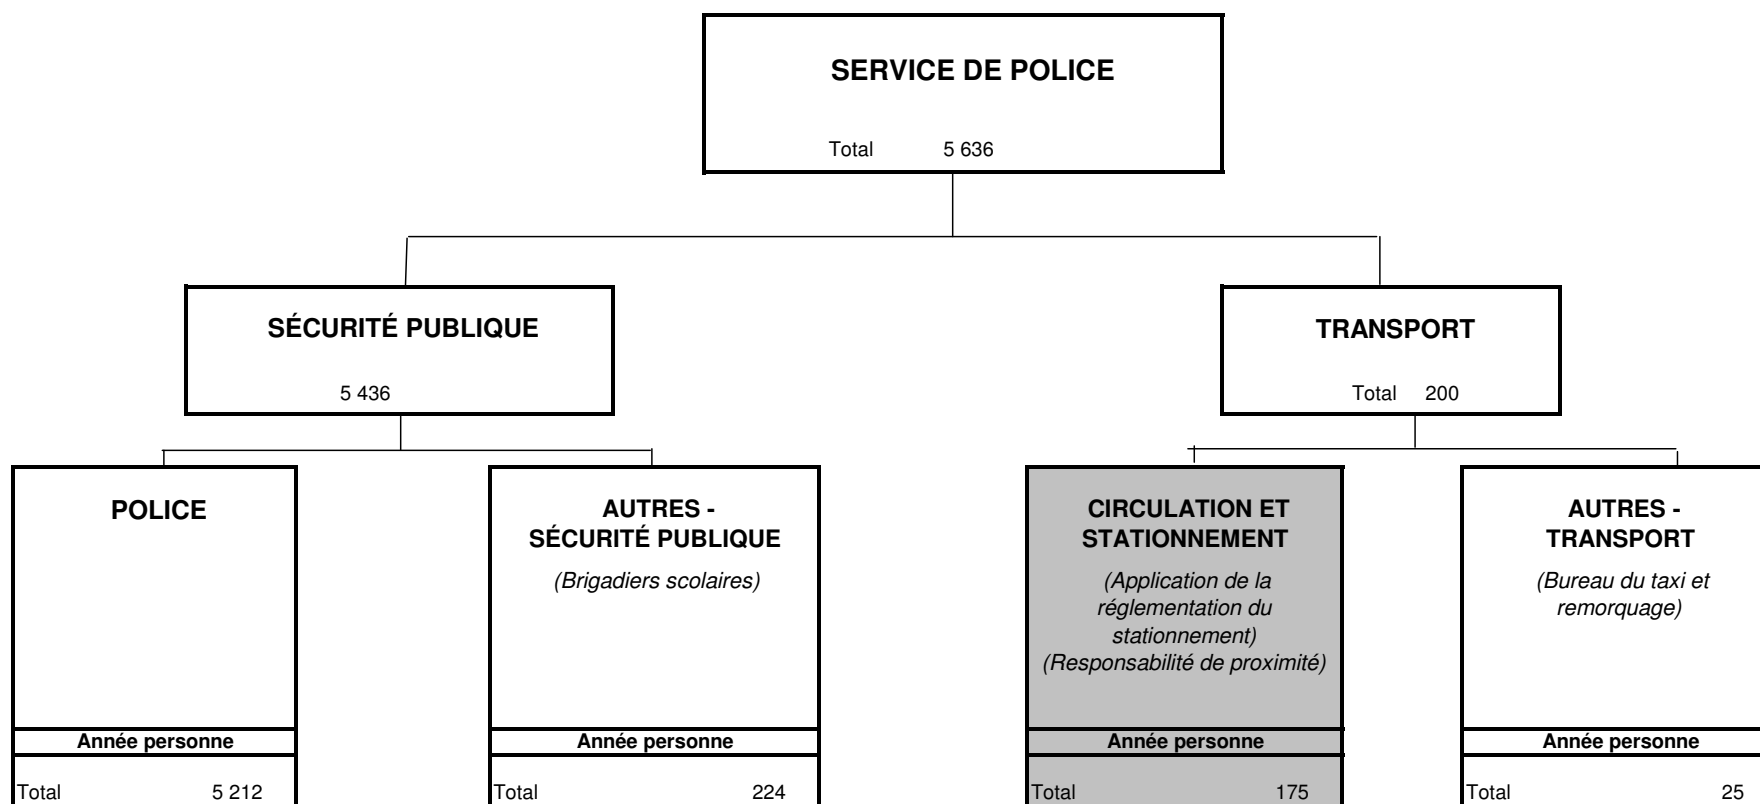 SERVICE DE POLICE
Total 5 636
SÉCURITÉ PUBLIQUE
5 436
TRANSPORT
Total 200
POLICE
Année personne
Total 5 212
AUTRES -
SÉCURITÉ PUBLIQUE
(Brigadiers scolaires)
Année personne
Total 224
CIRCULATION ET
STATIONNEMENT
(Application de la
réglementation du
stationnement)
(Responsabilité de proximité)
Année personne
Total 175
AUTRES -
TRANSPORT
(Bureau du taxi et
remorquage)
Année personne
Total 25